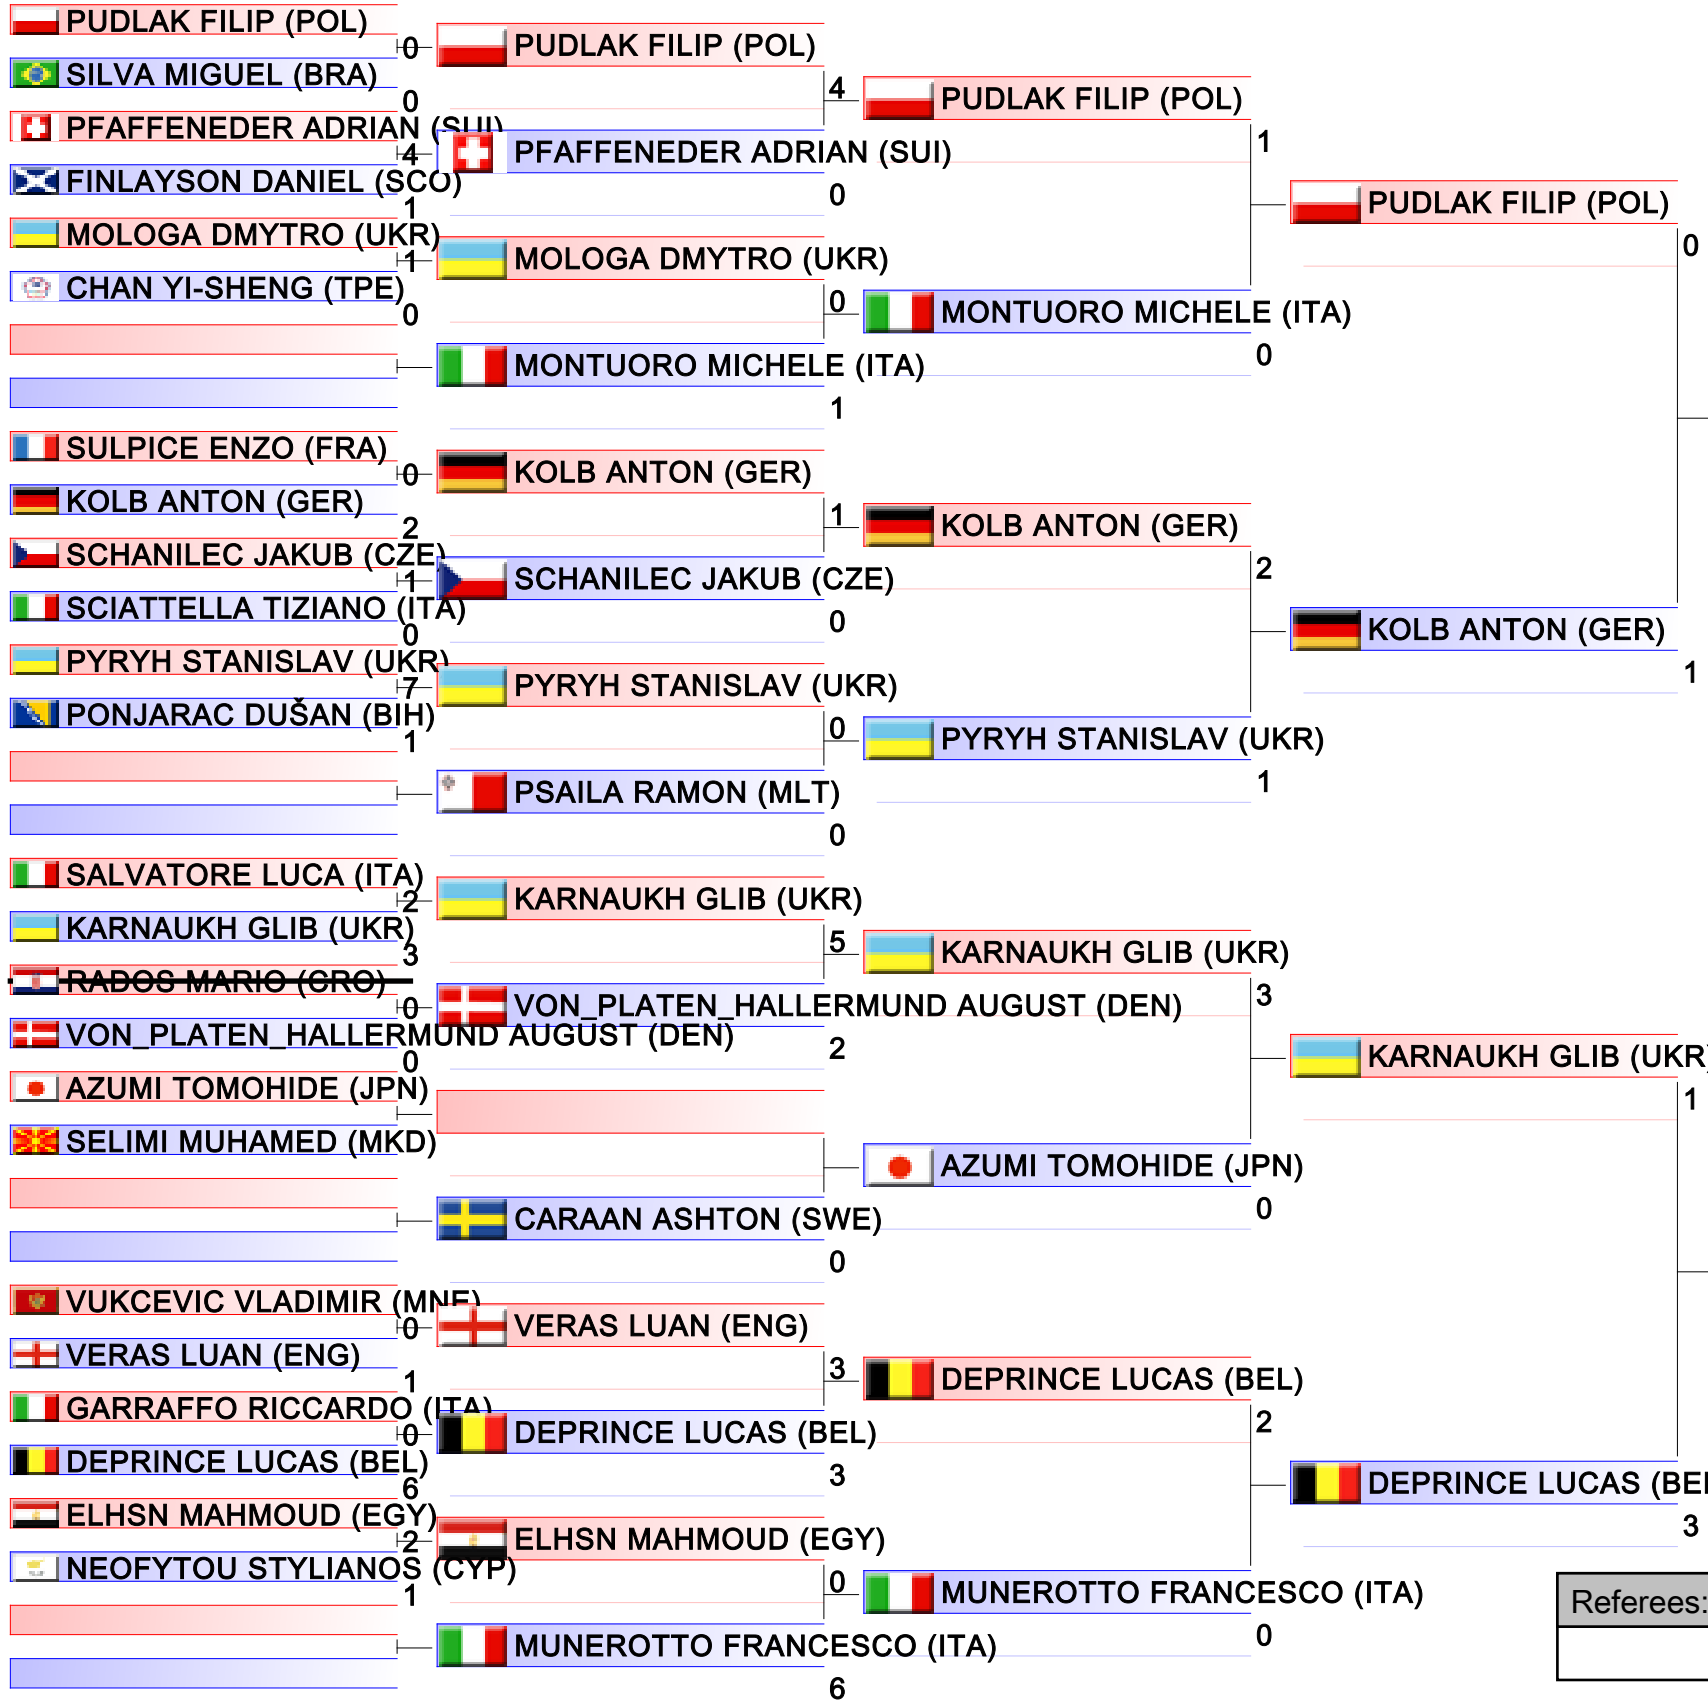 PUDLAK FILIP (POL)
0
SILVA MIGUEL (BRA)
0
PFAFFENEDER ADRIAN (SUI)
4
FINLAYSON DANIEL (SCO)
1
MOLOGA DMYTRO (UKR)
1
CHAN YI-SHENG (TPE)
0
SULPICE ENZO (FRA)
0
KOLB ANTON (GER)
2
SCHANILEC JAKUB (CZE)
1
SCIATTELLA TIZIANO (ITA)
0
PYRYH STANISLAV (UKR)
7
PONJARAC DUŠAN (BIH)
1
SALVATORE LUCA (ITA)
2
KARNAUKH GLIB (UKR)
3
RADOS MARIO (CRO)
0
VON_PLATEN_HALLERMUND AUGUST (DEN)
0
AZUMI TOMOHIDE (JPN)
SELIMI MUHAMED (MKD)
VUKCEVIC VLADIMIR (MNE)
0
VERAS LUAN (ENG)
1
GARRAFFO RICCARDO (ITA)
0
DEPRINCE LUCAS (BEL)
6
ELHSN MAHMOUD (EGY)
2
NEOFYTOU STYLIANOS (CYP)
1
PUDLAK FILIP (POL)
4
PFAFFENEDER ADRIAN (SUI)
0
MOLOGA DMYTRO (UKR)
0
MONTUORO MICHELE (ITA)
1
KOLB ANTON (GER)
1
SCHANILEC JAKUB (CZE)
0
PYRYH STANISLAV (UKR)
0
PSAILA RAMON (MLT)
0
KARNAUKH GLIB (UKR)
5
VON_PLATEN_HALLERMUND AUGUST (DEN)
2
CARAAN ASHTON (SWE)
0
VERAS LUAN (ENG)
3
DEPRINCE LUCAS (BEL)
3
ELHSN MAHMOUD (EGY)
0
MUNEROTTO FRANCESCO (ITA)
6
PUDLAK FILIP (POL)
1
MONTUORO MICHELE (ITA)
0
KOLB ANTON (GER)
2
PYRYH STANISLAV (UKR)
1
KARNAUKH GLIB (UKR)
3
AZUMI TOMOHIDE (JPN)
0
DEPRINCE LUCAS (BEL)
2
MUNEROTTO FRANCESCO (ITA)
0
PUDLAK FILIP (POL)
0
KOLB ANTON (GER)
1
KARNAUKH GLIB (UKR)
1
DEPRINCE LUCAS (BEL
3
Referees: